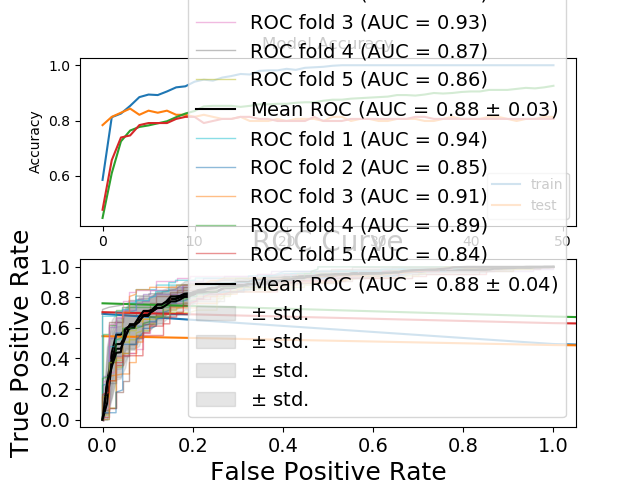 ROC fold 3 (AUC = 0.93)
Model Accuracy
ROC fold 4 (AUC = 0.87)
1.0
ROC fold 5 (AUC = 0.86)
Mean ROC (AUC = 0.88 ± 0.03)
0.8
Accuracy
ROC fold 1 (AUC = 0.94)
ROC fold 2 (AUC = 0.85)
0.6
train
ROC fold 3 (AUC = 0.91)
test
ROC fold 4 (AUC = 0.89)
0 10 20 30 40 50
ROC Curve
ROC fold 5 (AUC = 0.84)
Mean ROC (AUC = 0.88 ± 0.04)
± std.
± std.
± std.
± std.
1.0
0.8
0.6
0.4
0.2
0.0
True Positive Rate
0.0 0.2 0.4 0.6 0.8 1.0
False Positive Rate